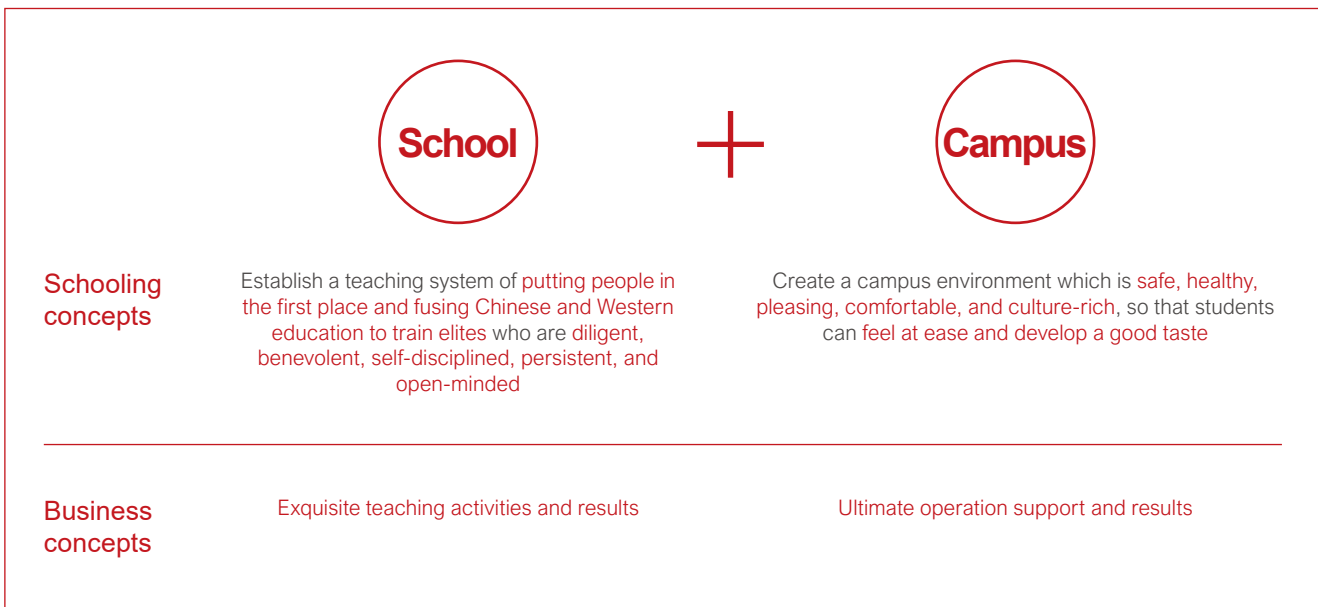 School
Campus
Schooling
concepts
Establish a teaching system of putting people in
the first place and fusing Chinese and Western
education to train elites who are diligent,
benevolent, self-disciplined, persistent, and
open-minded
Create a campus environment which is safe, healthy,
pleasing, comfortable, and culture-rich, so that students
can feel at ease and develop a good taste
Business
concepts
Exquisite teaching activities and results
Ultimate operation support and results